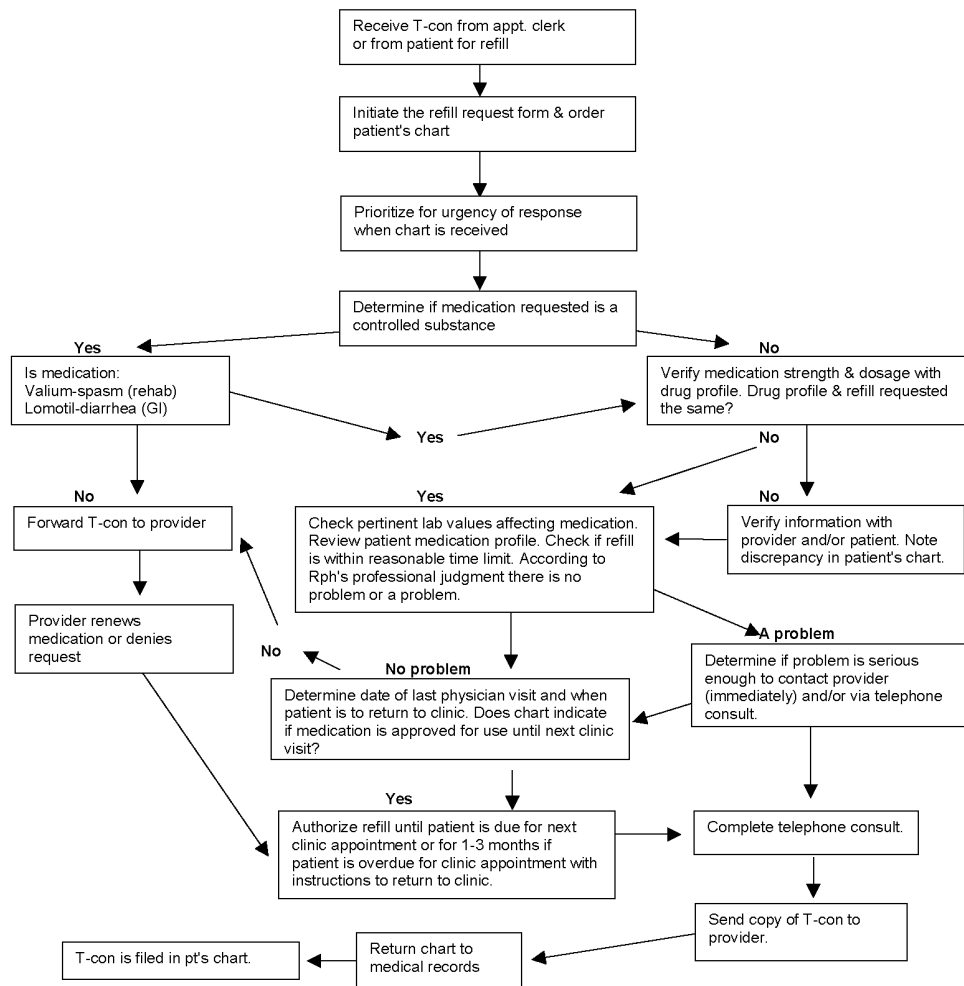 Receive T-con from appt. clerk
or from patient for refill
Initiate the refill request form & order
patient's chart
Prioritize for urgency of response
when chart is received
Determine if medication requested is a
controlled substance
Yes
No
Is medication:
Valium-spasm (rehab)
Lomotil-diarrhea (GI)
Verify medication strength & dosage with
drug profile. Drug profile & refill requested
the same?
Yes
No
No
Yes
No
Forward T-con to provider
Check pertinent lab values affecting medication.
Review patient medication profile. Check if refill
is within reasonable time limit. According to
Rph's professional judgment there is no
problem or a problem.
Verify information with
provider and/or patient. Note
discrepancy in patient's chart.
Provider renews
medication or denies
request
No
No problem
A problem
Determine date of last physician visit and when
patient is to return to clinic. Does chart indicate
if medication is approved for use until next clinic
visit?
Determine if problem is serious
enough to contact provider
(immediately) and/or via telephone
consult.
Yes
Authorize refill until patient is due for next
clinic appointment or for 1-3 months if
patient is overdue for clinic appointment with
instructions to return to clinic.
Complete telephone consult.
Send copy of T-con to
provider.
Return chart to
medical records
T-con is filed in pt's chart.